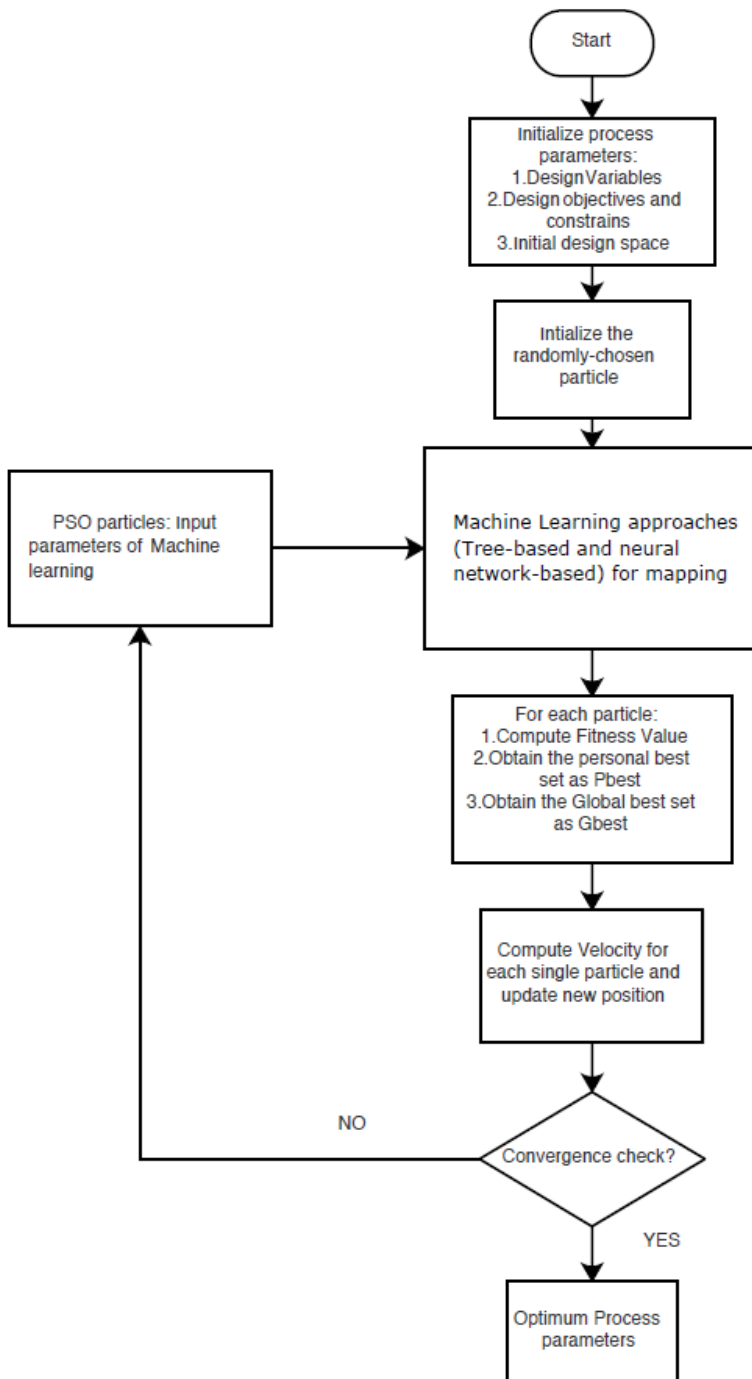 Start
Initialize process
parameters:
1.Design Variables
2.Design objectives and
constrains
3.Initial design space
Intialize the
randomly-chosen
particle
PSO particles: Input
parameters of Machine
learning
Machine Learning approaches
(Tree-based and neural
network-based) for mapping
For each particle:
1.Compute Fitness Value
2.Obtain the personal best
set as Pbest
3.Obtain the Global best set
as Gbest
Compute Velocity for
each single particle and
update new position
NO
Convergence check?
YES
Optimum Process
parameters